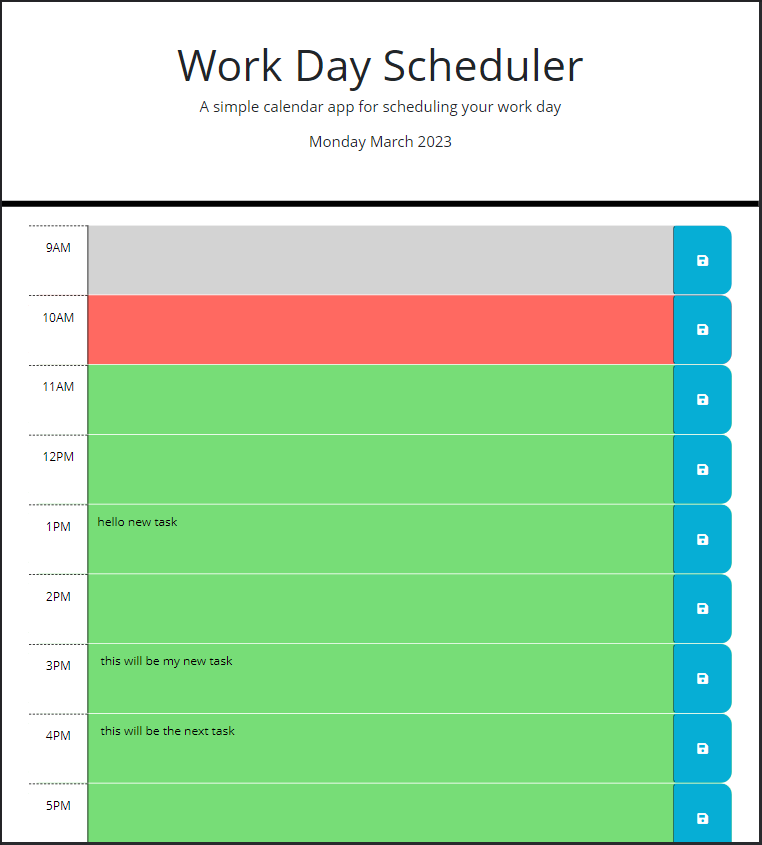 Work Day Scheduler
A simple calendar app for scheduling your work day
Monday March 2023
9AM
10AM
11AM
12PM
1PM hello new task
2PM
3PM this will be my new task
4PM this will be the next task
5PM